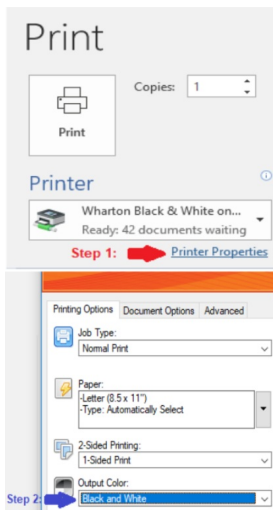 Print
Copies: 1
Print
Printer
Wharton Black & White on...
Ready: 42 documents waiting
Step 1: Printer Properties
Printing Options Document Options Advanced
Job Type:
Normal Print
Paper:
-Letter (8.5 x 11")
-Type: Automatically Select
2-Sided Printing:
1-Sided Print
Output Color:
Step 2: Black and White